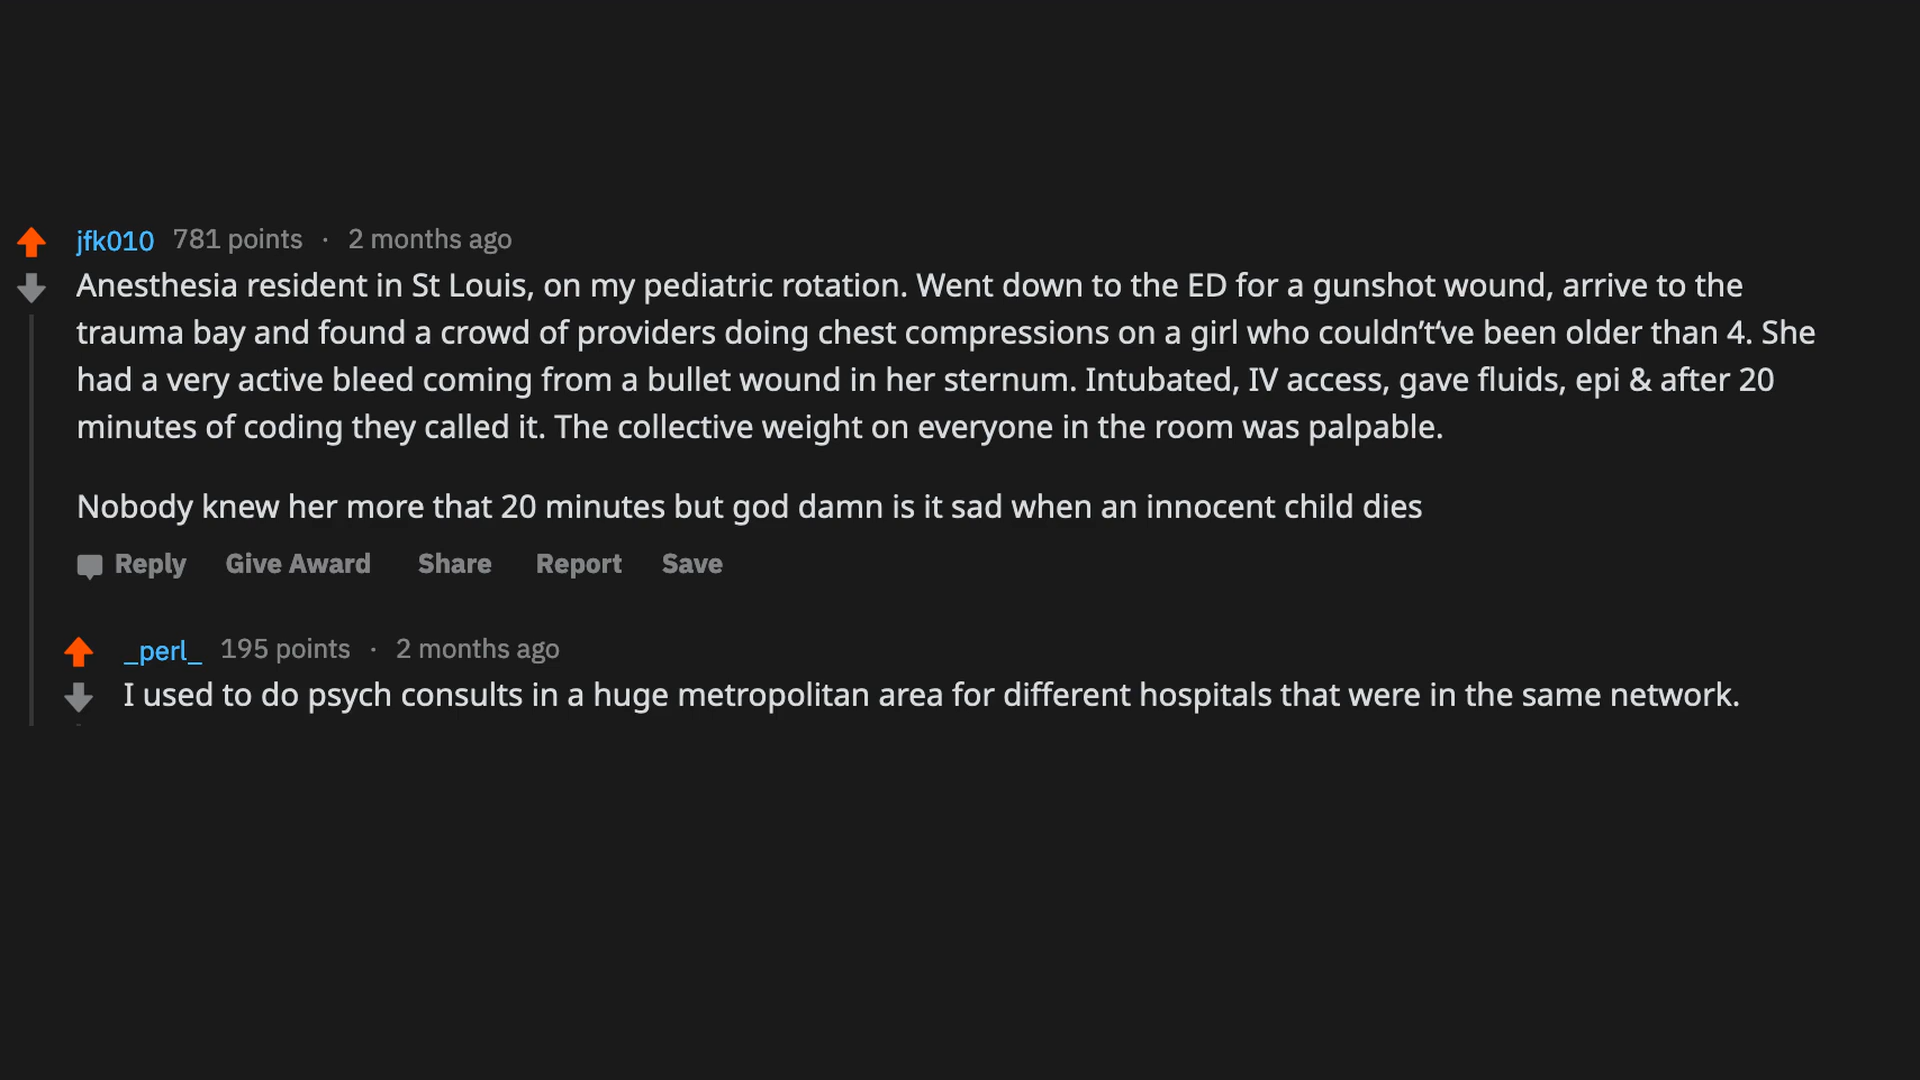 jfk010 781 points · 2 months ago
Anesthesia resident in St Louis, on my pediatric rotation. Went down to the ED for a gunshot wound, arrive to the
trauma bay and found a crowd of providers doing chest compressions on a girl who couldn’t‘ve been older than 4. She
had a very active bleed coming from a bullet wound in her sternum. Intubated, IV access, gave fluids, epi & after 20
minutes of coding they called it. The collective weight on everyone in the room was palpable.
Nobody knew her more that 20 minutes but god damn is it sad when an innocent child dies
Reply Give Award Share Report Save
_perl_ 195 points · 2 months ago
I used to do psych consults in a huge metropolitan area for different hospitals that were in the same network.